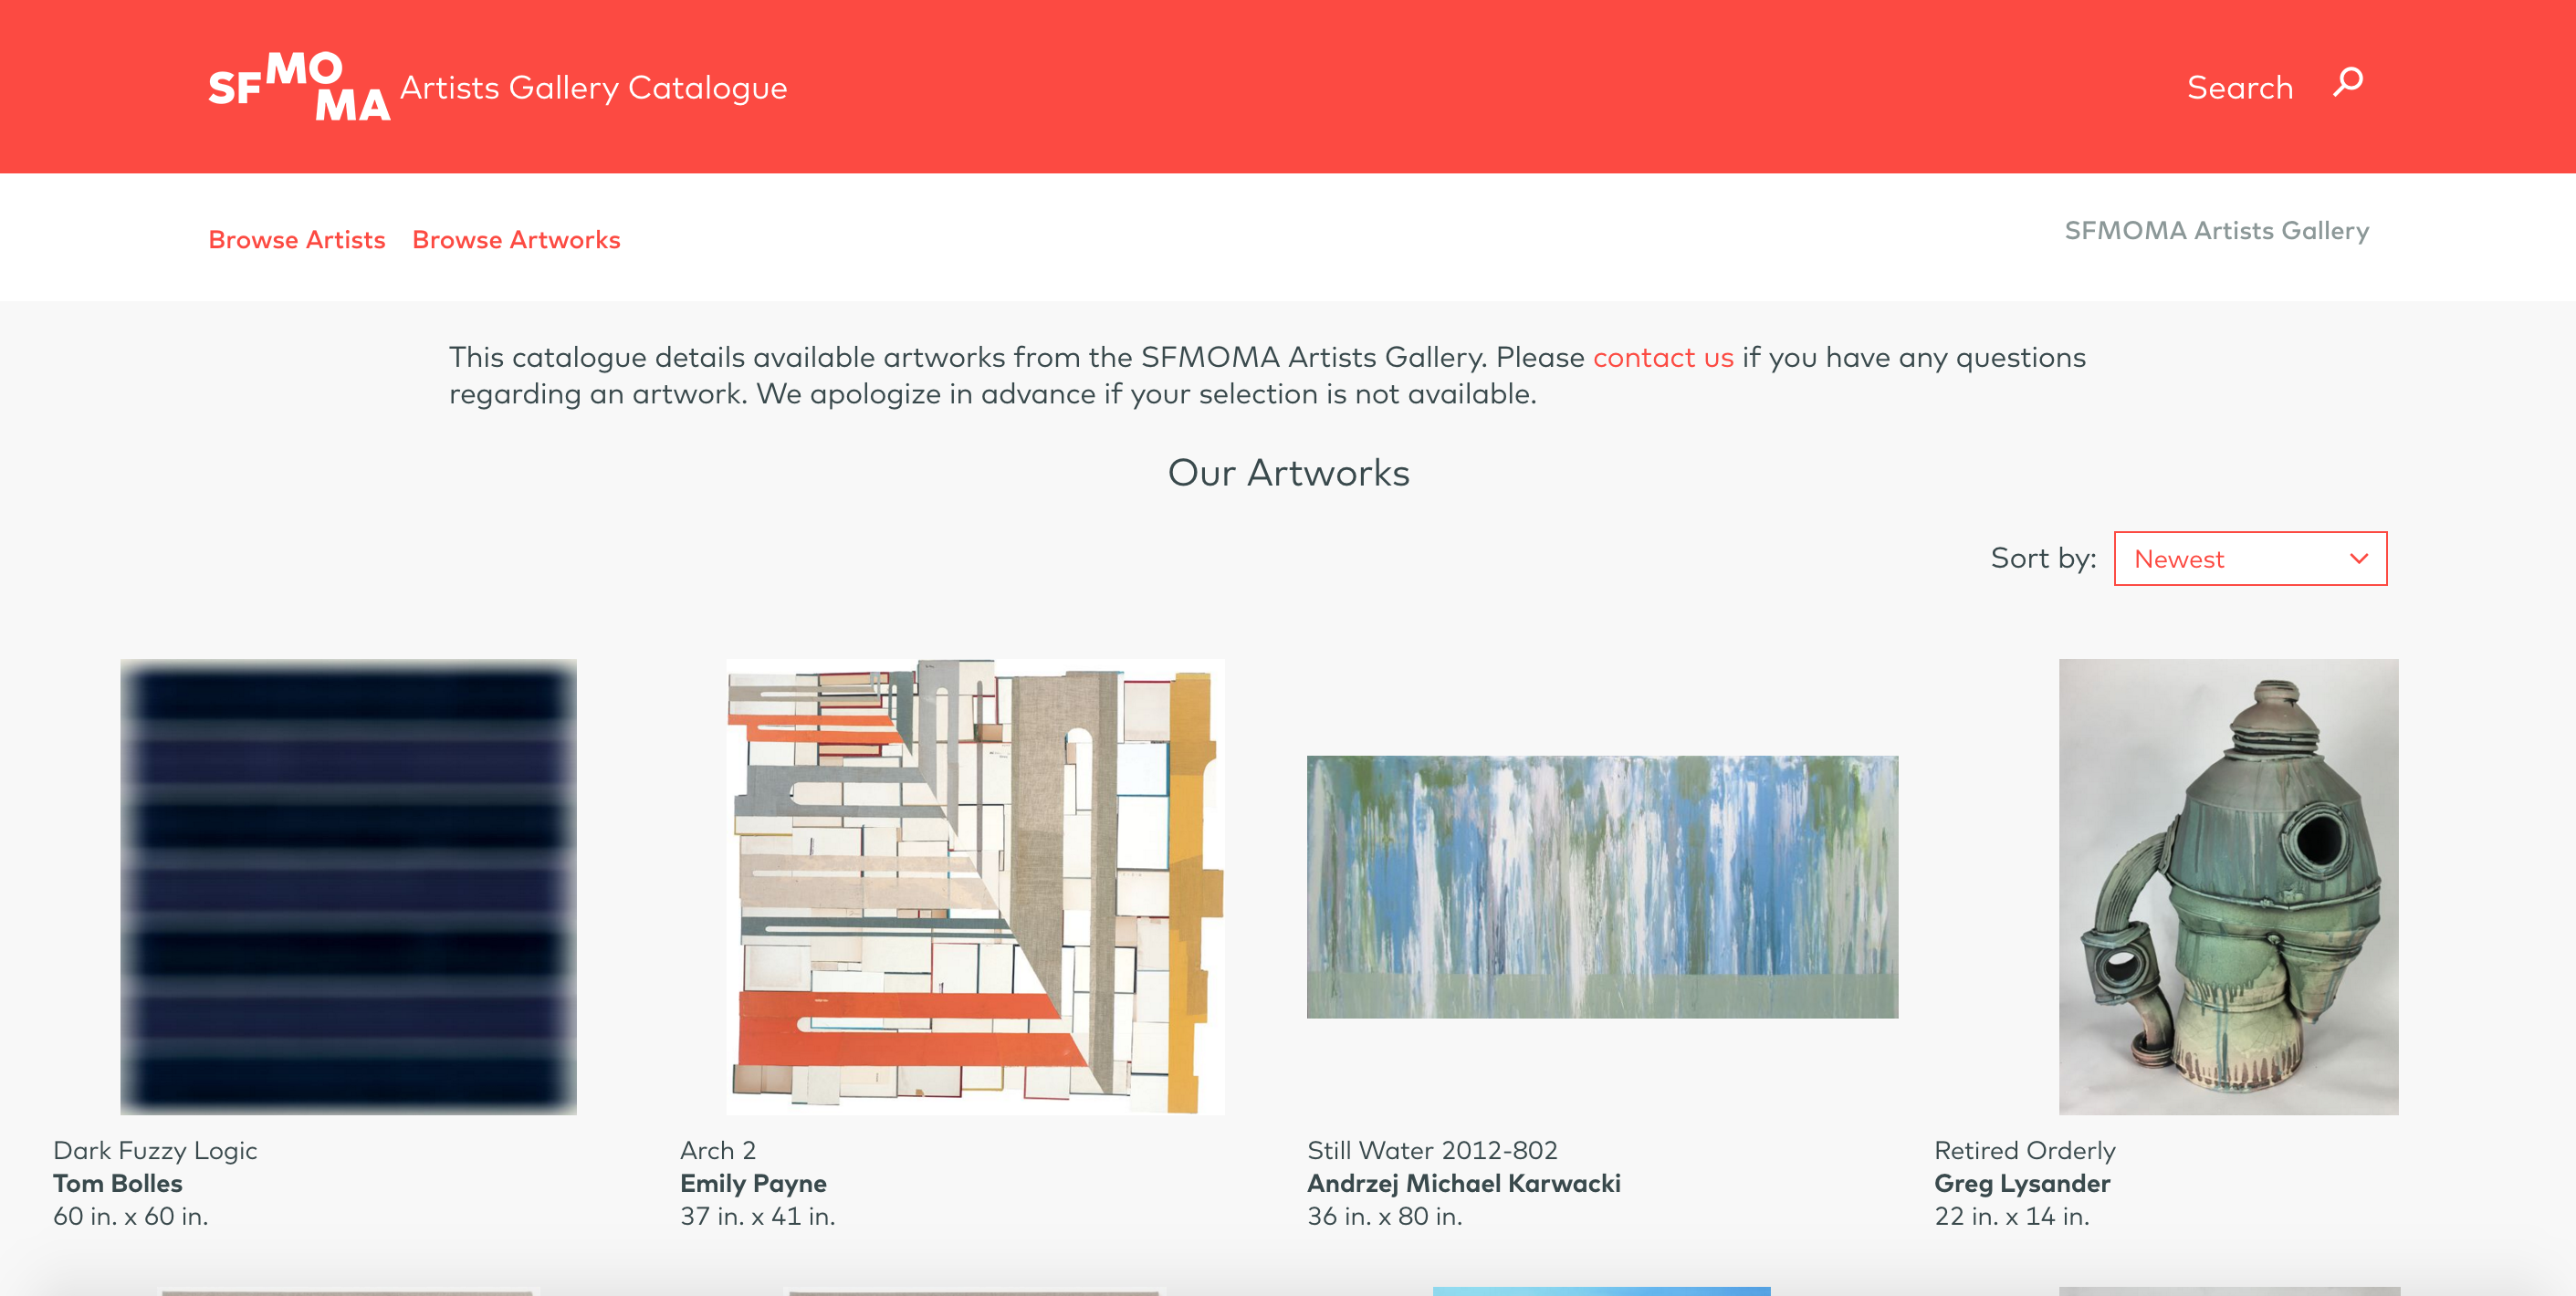 SFMOMA Artists Gallery Catalogue
Search
Browse Artists Browse Artworks
SFMOMA Artists Gallery
This catalogue details available artworks from the SFMOMA Artists Gallery. Please contact us if you have any questions
regarding an artwork. We apologize in advance if your selection is not available.
Our Artworks
Sort by: Newest
Dark Fuzzy Logic
Tom Bolles
60 in. x 60 in.
Arch 2
Emily Payne
37 in. x 41 in.
Still Water 2012-802
Andrzej Michael Karwacki
36 in. x 80 in.
Retired Orderly
Greg Lysander
22 in. x 14 in.